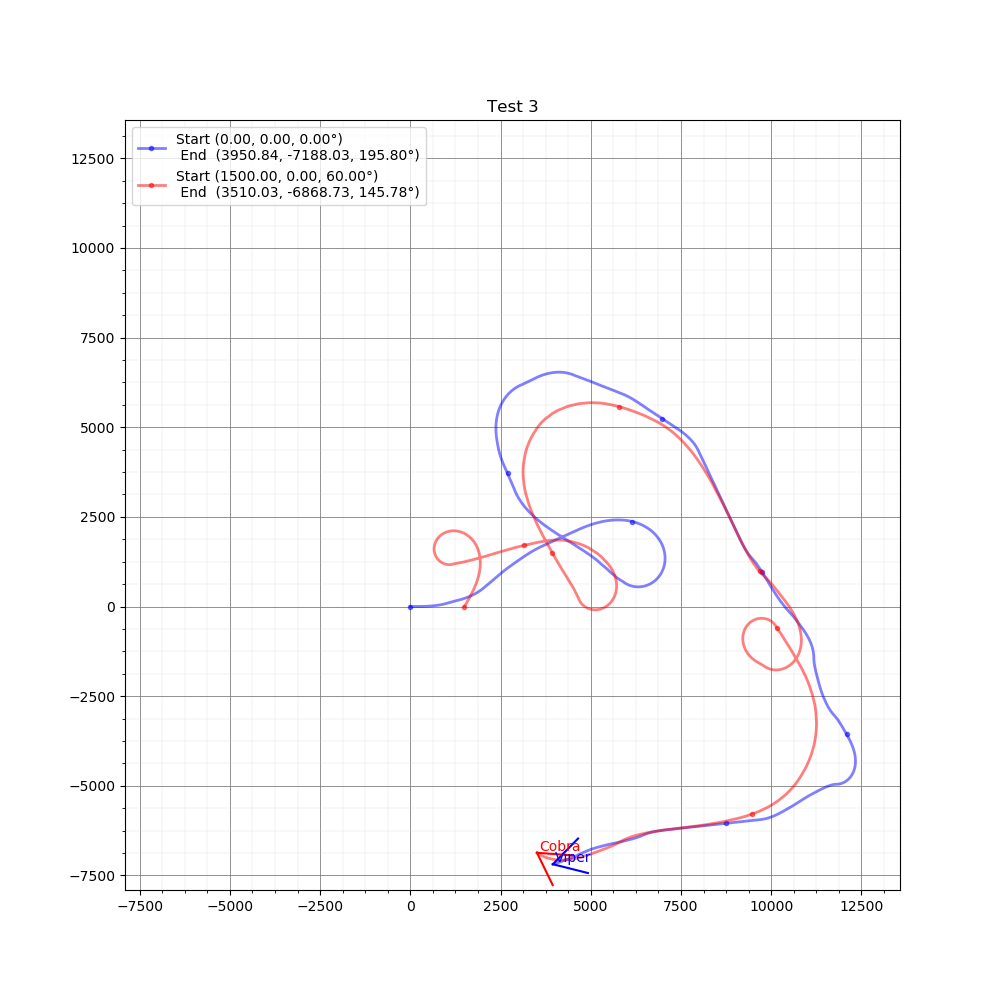 Test 3
Start (0.00, 0.00, 0.00°)
End  (3950.84, -7188.03, 195.80°)
Start (1500.00, 0.00, 60.00°)
End  (3510.03, -6868.73, 145.78°)
12500
10000
7500
5000
2500
0
−2500
−5000
−7500
Cobra
Viper
−7500 −5000 −2500 0 2500 5000 7500 10000 12500